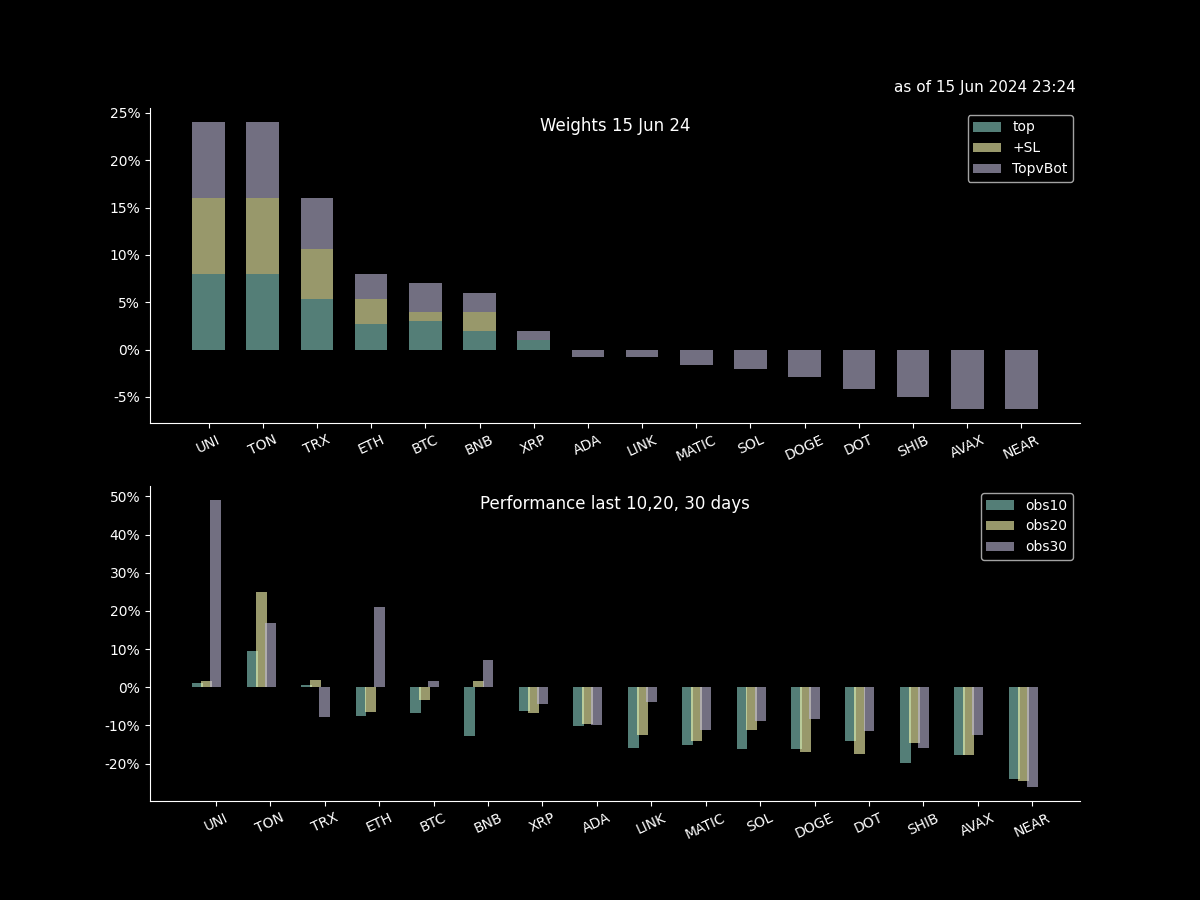 as of 15 Jun 2024 23:24
Weights 15 Jun 24
top
+SL
TopvBot
25%
20%
15%
10%
5%
0%
-5%
UNI TON TRX ETH BTC BNB XRP ADA LINK MATIC SOL DOGE DOT SHIB AVAX NEAR
Performance last 10,20, 30 days
obs10
obs20
obs30
50%
40%
30%
20%
10%
0%
-10%
-20%
UNI TON TRX ETH BTC BNB XRP ADA LINK MATIC SOL DOGE DOT SHIB AVAX NEAR